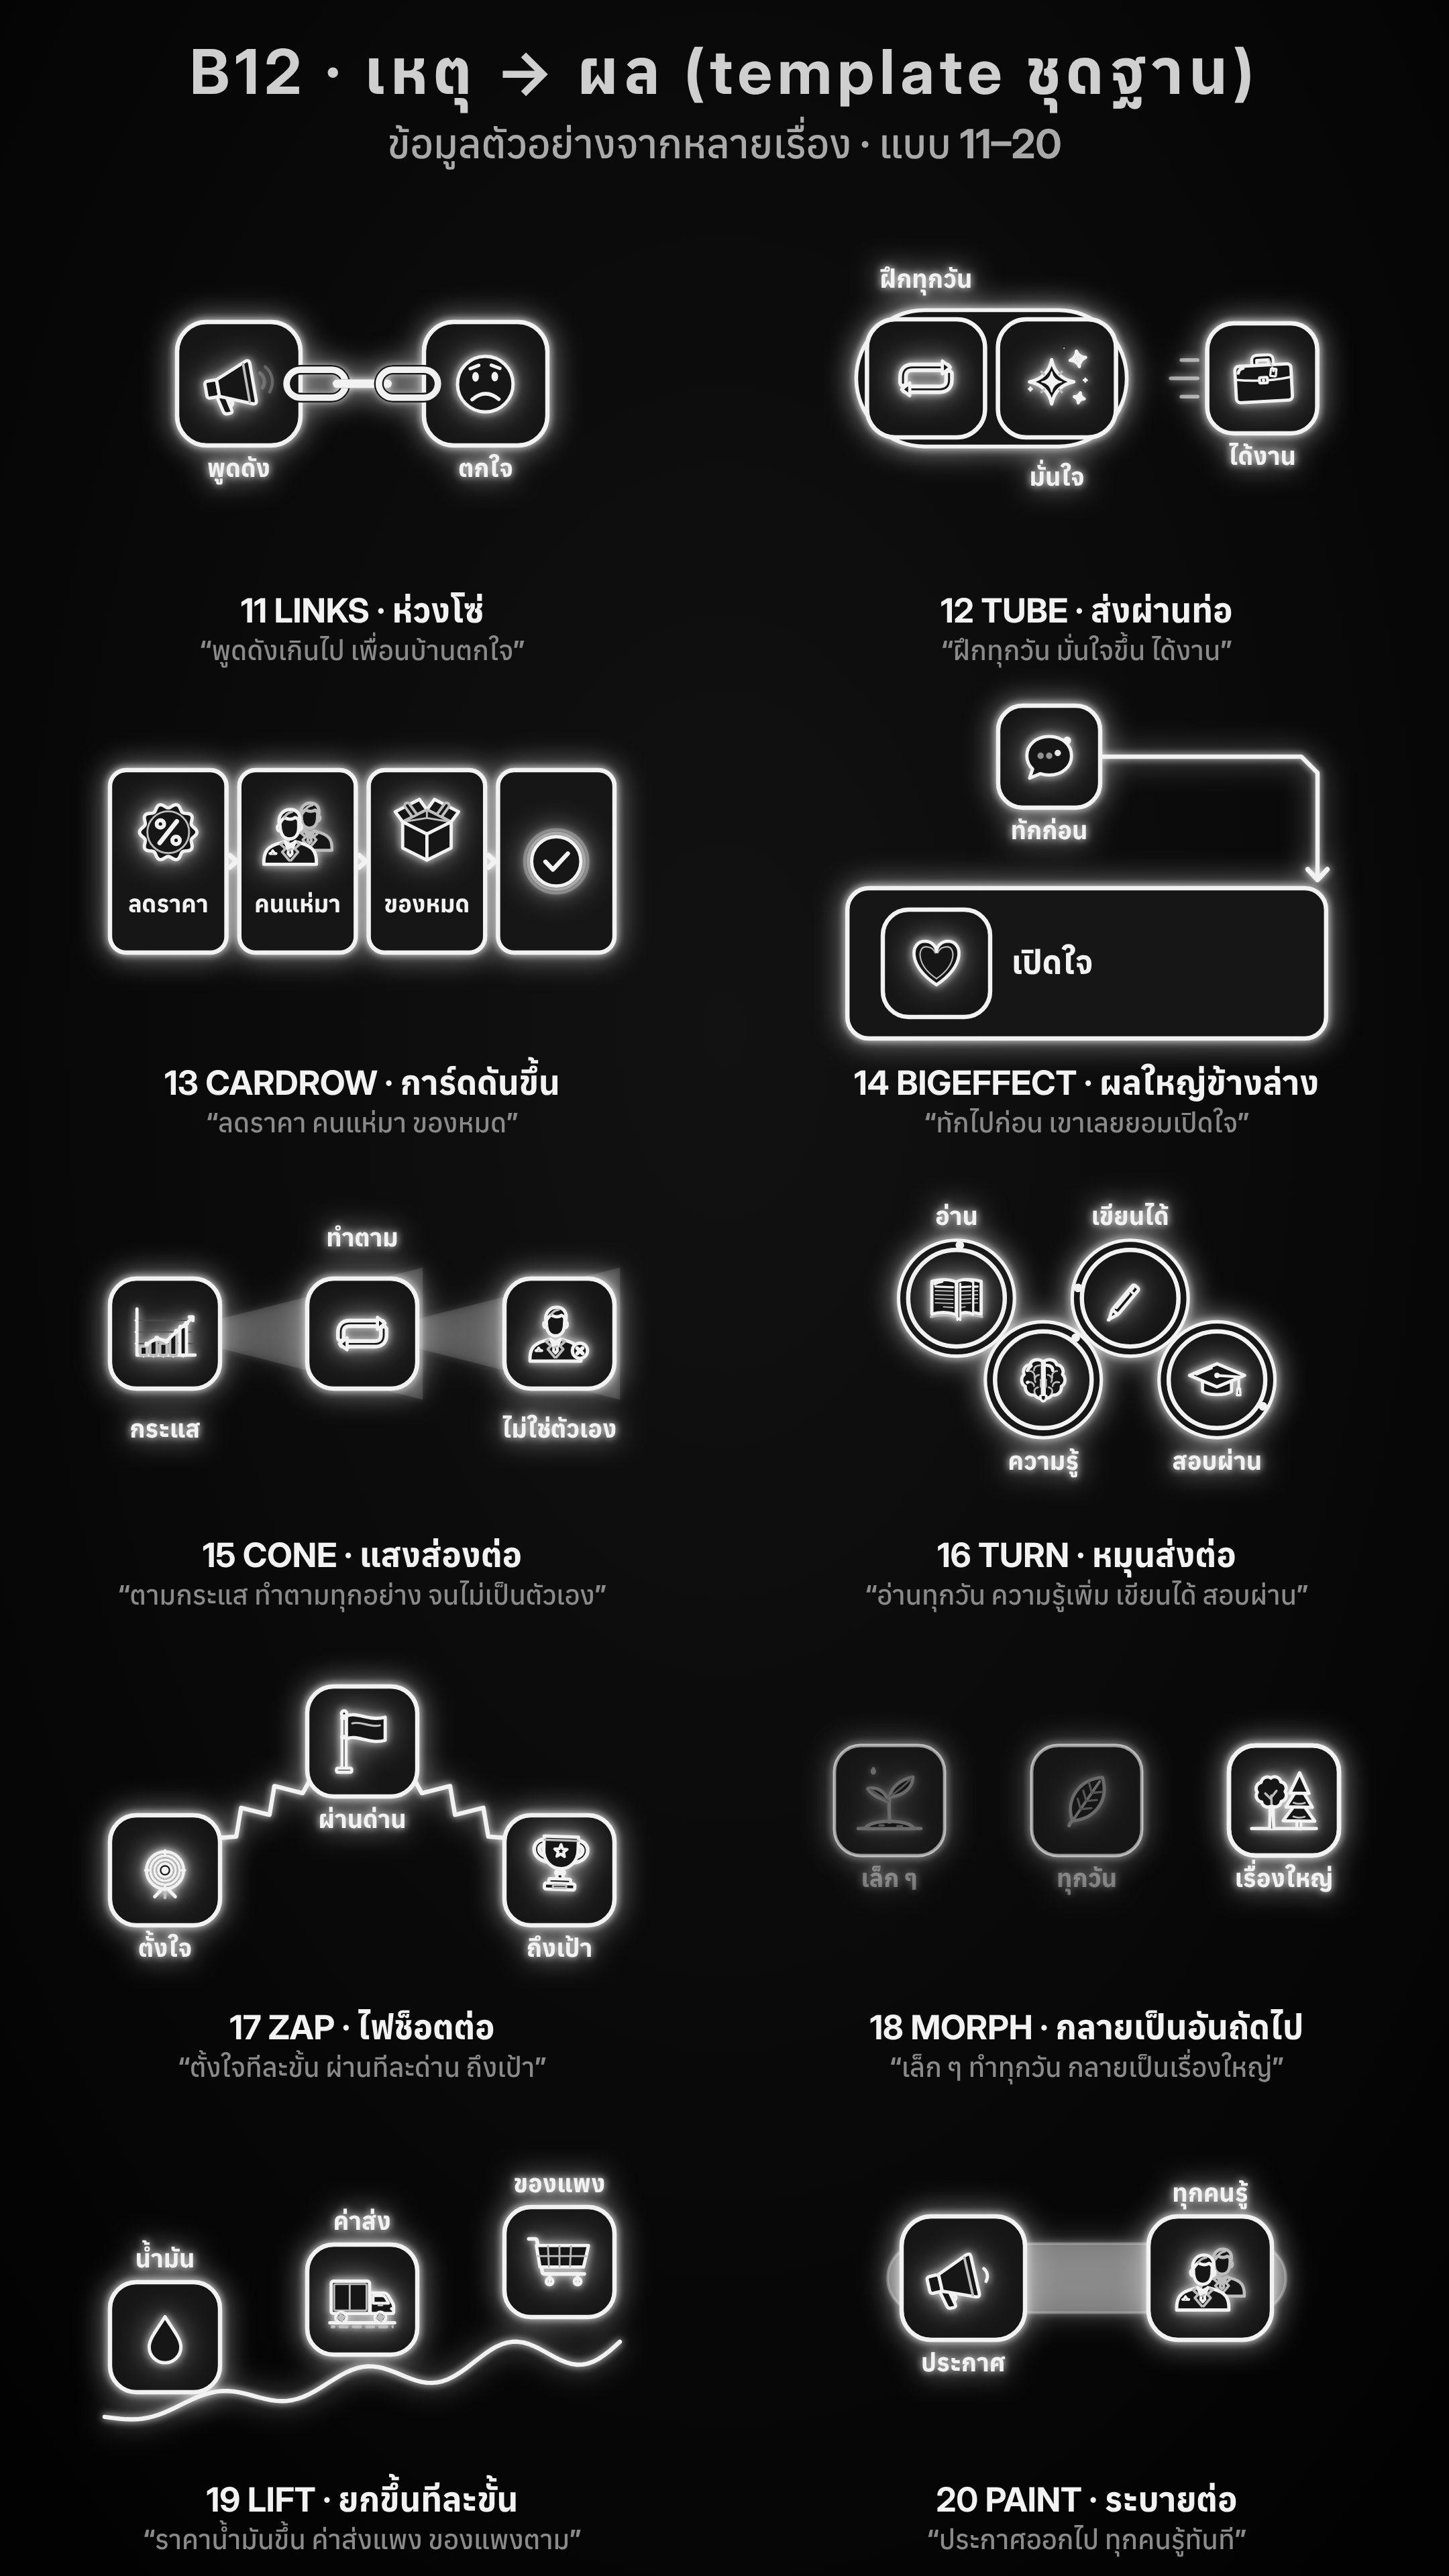 B12 · เหตุ → ผล (template ชุดฐาน)
ข้อมูลตัวอย่างจากหลายเรื่อง · แบบ 11–20
พูดดัง
ตกใจ
11 LINKS · ห่วงโซ่
“พูดดังเกินไป เพื่อนบ้านตกใจ”
ฝึกทุกวัน
มั่นใจ
ได้งาน
12 TUBE · ส่งผ่านท่อ
“ฝึกทุกวัน มั่นใจขึ้น ได้งาน”
ลดราคา
คนแห่มา
ของหมด
13 CARDROW · การ์ดดันขึ้น
“ลดราคา คนแห่มา ของหมด”
ทักก่อน
เปิดใจ
14 BIGEFFECT · ผลใหญ่ข้างล่าง
“ทักไปก่อน เขาเลยยอมเปิดใจ”
กระแส
ทำตาม
ไม่ใช่ตัวเอง
15 CONE · แสงส่องต่อ
“ตามกระแส ทำตามทุกอย่าง จนไม่เป็นตัวเอง”
อ่าน
ความรู้
เขียนได้
สอบผ่าน
16 TURN · หมุนส่งต่อ
“อ่านทุกวัน ความรู้เพิ่ม เขียนได้ สอบผ่าน”
ตั้งใจ
ผ่านด่าน
ถึงเป้า
17 ZAP · ไฟช็อตต่อ
“ตั้งใจทีละขั้น ผ่านทีละด่าน ถึงเป้า”
เล็ก ๆ
ทุกวัน
เรื่องใหญ่
18 MORPH · กลายเป็นอันถัดไป
“เล็ก ๆ ทำทุกวัน กลายเป็นเรื่องใหญ่”
น้ำมัน
ค่าส่ง
ของแพง
19 LIFT · ยกขึ้นทีละขั้น
“ราคาน้ำมันขึ้น ค่าส่งแพง ของแพงตาม”
ประกาศ
ทุกคนรู้
20 PAINT · ระบายต่อ
“ประกาศออกไป ทุกคนรู้ทันที”